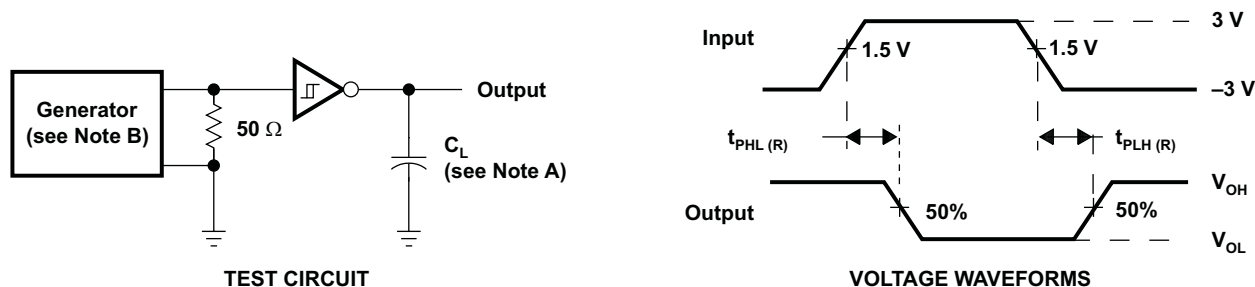 Generator
(see Note B)
50 Ω
Output
C_L
(see Note A)
TEST CIRCUIT
Input
1.5 V
1.5 V
3 V
–3 V
t_PHL (R)
t_PLH (R)
Output
50%
50%
V_OH
V_OL
VOLTAGE WAVEFORMS